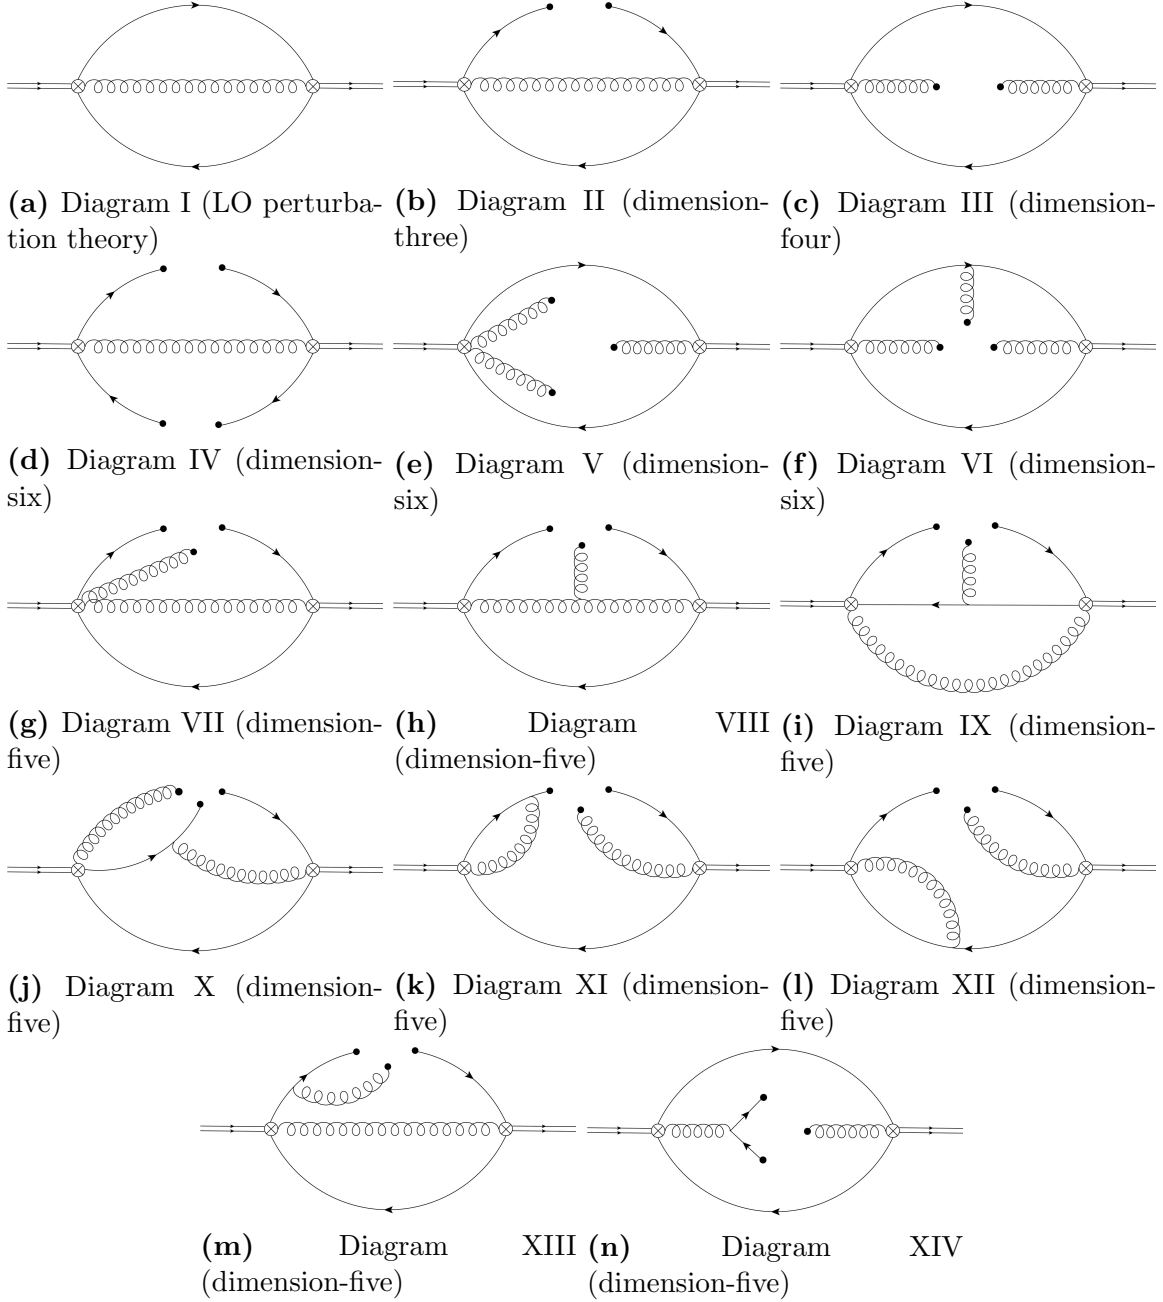 (a) Diagram I (LO perturba-
tion theory)
(b) Diagram II (dimension-
three)
(c) Diagram III (dimension-
four)
(d) Diagram IV (dimension-
six)
(e) Diagram V (dimension-
six)
(f) Diagram VI (dimension-
six)
(g) Diagram VII (dimension-
five)
(h) Diagram VIII
(dimension-five)
(i) Diagram IX (dimension-
five)
(j) Diagram X (dimension-
five)
(k) Diagram XI (dimension-
five)
(l) Diagram XII (dimension-
five)
(m) Diagram XIII
(dimension-five)
(n) Diagram XIV
(dimension-five)